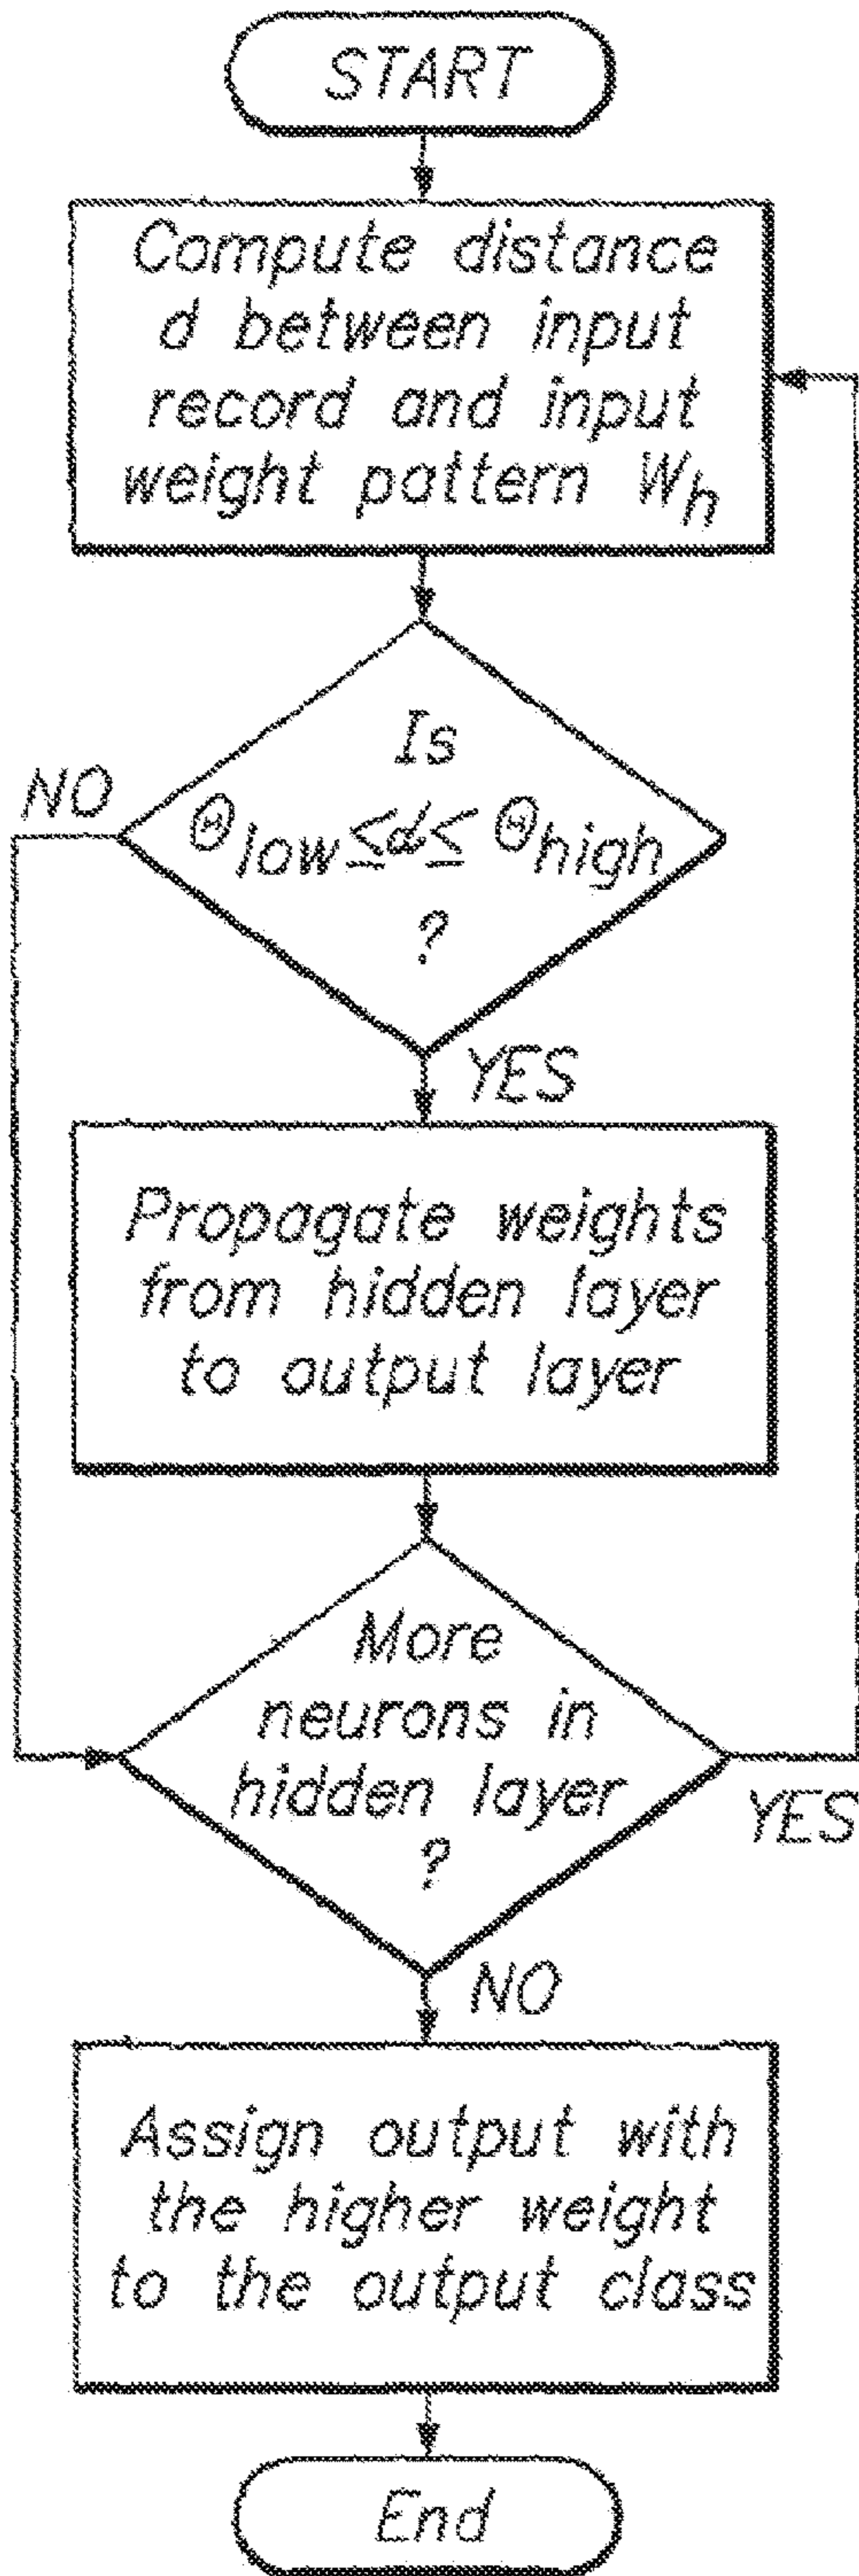 START
Compute distance
d between input
record and input
weight pattern Wh
Is
NO
Θlow ≤d≤ Θhigh
?
YES
Propagate weights
from hidden layer
to output layer
More
neurons in
hidden layer
?
YES
NO
Assign output with
the higher weight
to the output class
End